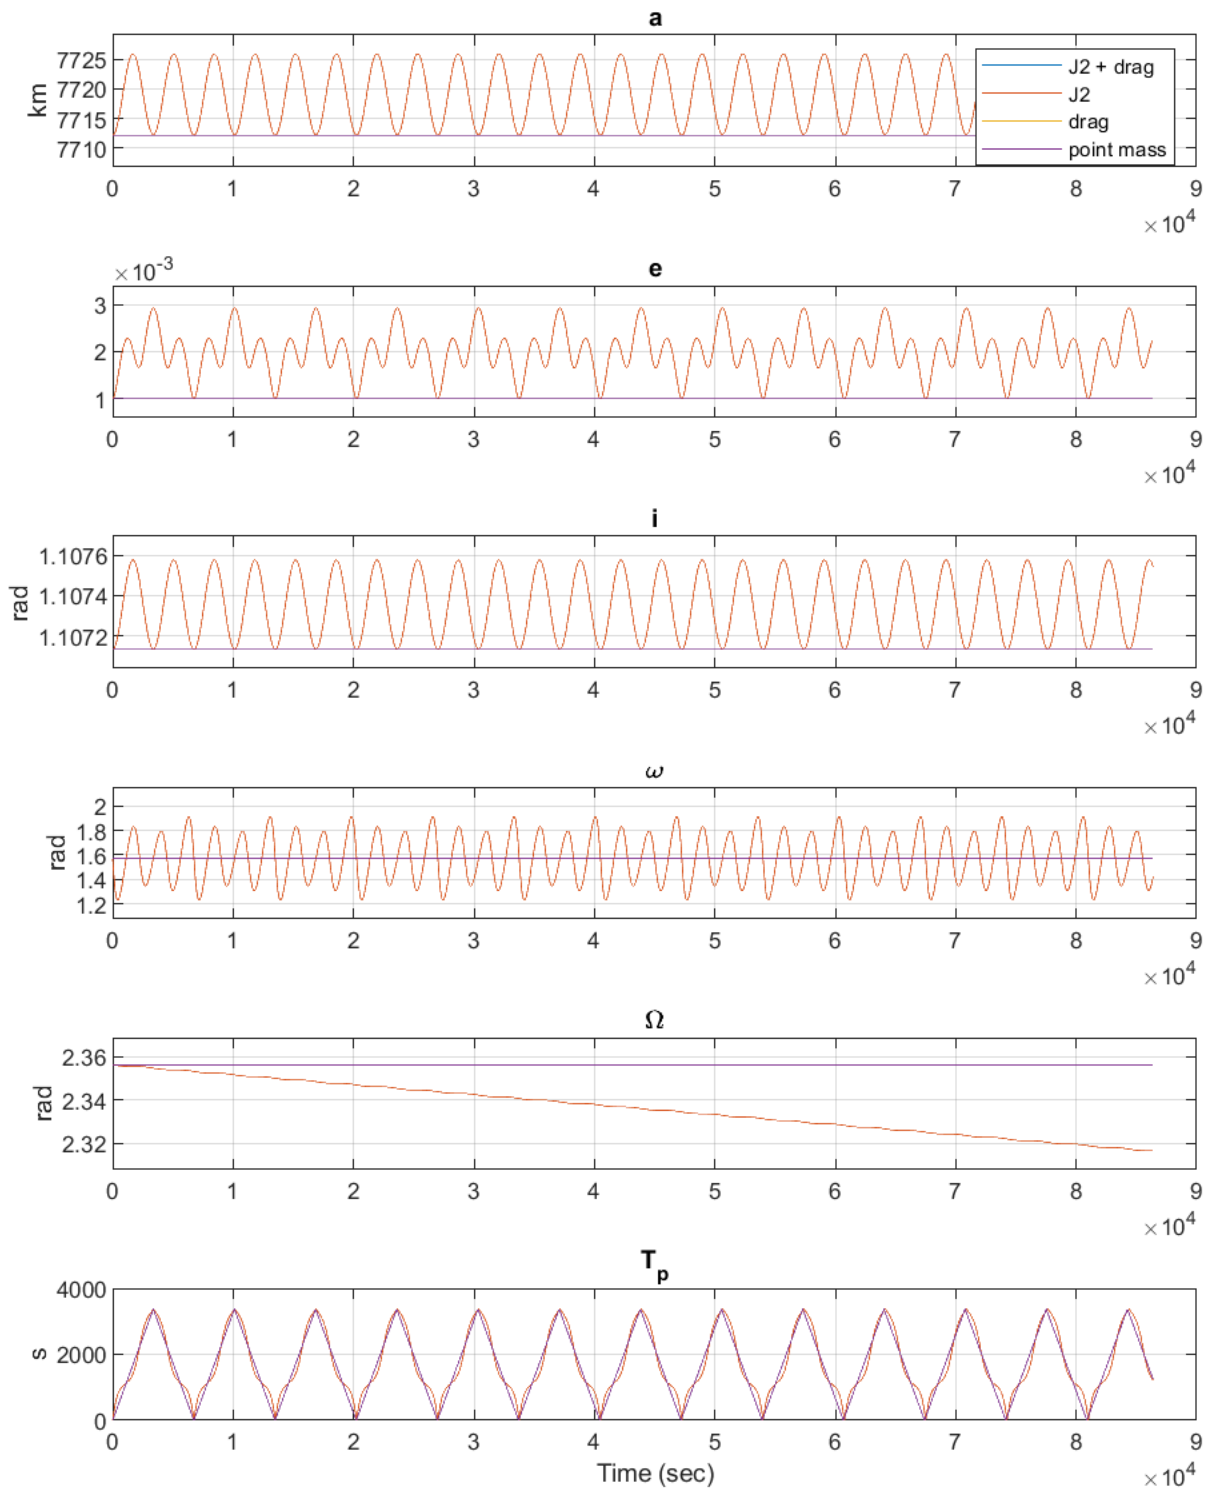 a
7725
7720
7715
7710
km
J2 + drag
J2
drag
point mass
0 1 2 3 4 5 6 7 8 9
×10^4
e
×10^-3
3
2
1
0 1 2 3 4 5 6 7 8 9
×10^4
i
1.1076
1.1074
1.1072
rad
0 1 2 3 4 5 6 7 8 9
×10^4
ω
2
1.8
1.6
1.4
1.2
rad
0 1 2 3 4 5 6 7 8 9
×10^4
Ω
2.36
2.34
2.32
rad
0 1 2 3 4 5 6 7 8 9
×10^4
T_p
4000
2000
0
s
0 1 2 3 4 5 6 7 8 9
Time (sec)
×10^4